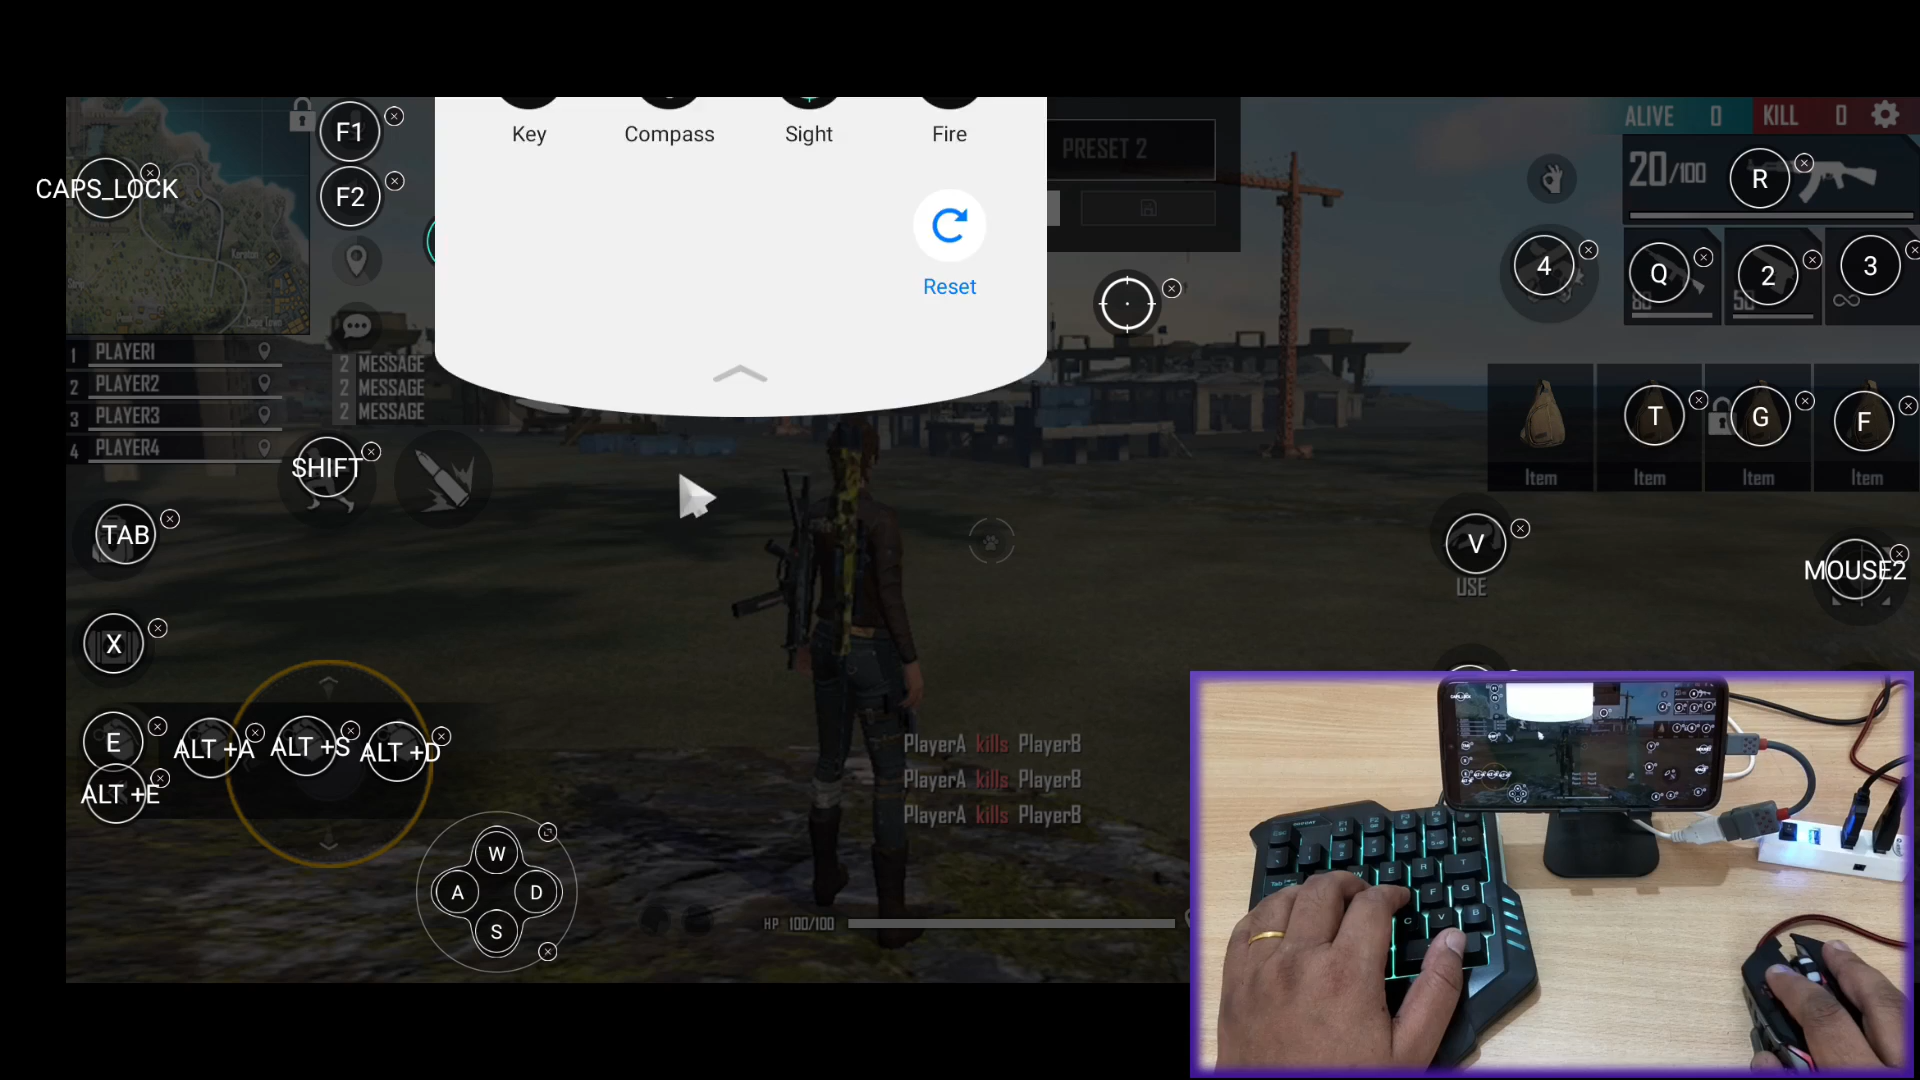 Key Compass Sight Fire
Reset
PRESET 2
ALIVE 0 KILL 0
20/100
R
F1
F2
CAPS_LOCK
4
Q
2
3
80
50
∞
1 PLAYER1
2 PLAYER2
3 PLAYER3
4 PLAYER4
2 MESSAGE
2 MESSAGE
2 MESSAGE
T
G
F
Item Item Item Item
SHIFT
TAB
V
USE
MOUSE2
X
E
ALT +A
ALT +S
ALT +D
ALT +E
W
A
D
S
PlayerA kills PlayerB
PlayerA kills PlayerB
PlayerA kills PlayerB
HP 100/100